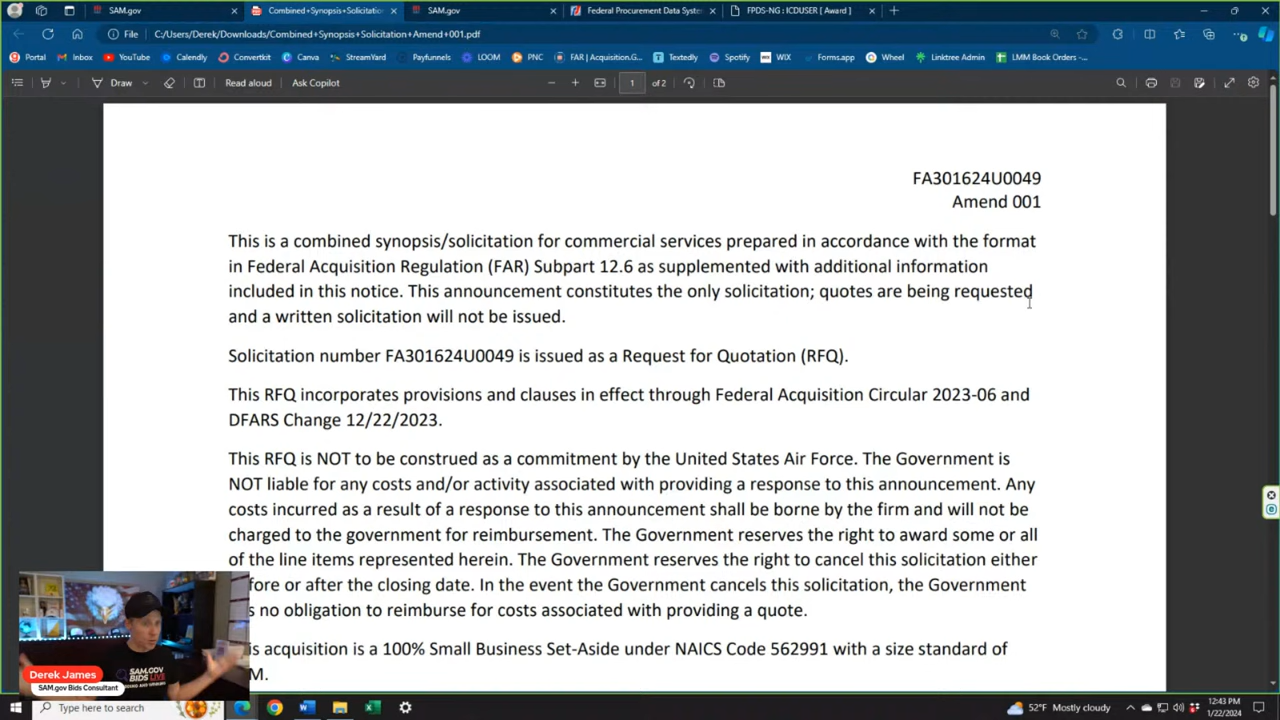 SAM.gov
Combined+Synopsis+Solicitatio
SAM.gov
Federal Procurement Data Syste
FPDS-NG : ICDUSER [ Award ]
File
C:/Users/Derek/Downloads/Combined+Synopsis+Solicitation+Amend+001.pdf
Portal
Inbox
YouTube
Calendly
Convertkit
Canva
StreamYard
Payfunnels
LOOM
PNC
FAR | Acquisition.G...
Textedly
Spotify
WIX
Forms.app
Wheel
Linktree Admin
LMM Book Orders -...
Draw
Read aloud
Ask Copilot
1 of 2
FA301624U0049
Amend 001
This is a combined synopsis/solicitation for commercial services prepared in accordance with the format
in Federal Acquisition Regulation (FAR) Subpart 12.6 as supplemented with additional information
included in this notice. This announcement constitutes the only solicitation; quotes are being requested
and a written solicitation will not be issued.
Solicitation number FA301624U0049 is issued as a Request for Quotation (RFQ).
This RFQ incorporates provisions and clauses in effect through Federal Acquisition Circular 2023-06 and
DFARS Change 12/22/2023.
This RFQ is NOT to be construed as a commitment by the United States Air Force. The Government is
NOT liable for any costs and/or activity associated with providing a response to this announcement. Any
costs incurred as a result of a response to this announcement shall be borne by the firm and will not be
charged to the government for reimbursement. The Government reserves the right to award some or all
of the line items represented herein. The Government reserves the right to cancel this solicitation either
fore or after the closing date. In the event the Government cancels this solicitation, the Government
s no obligation to reimburse for costs associated with providing a quote.
is acquisition is a 100% Small Business Set-Aside under NAICS Code 562991 with a size standard of
M.
SAM.GOV
BIDS LIVE
Derek James
SAM.gov Bids Consultant
Type here to search
52°F Mostly cloudy
12:43 PM
1/22/2024